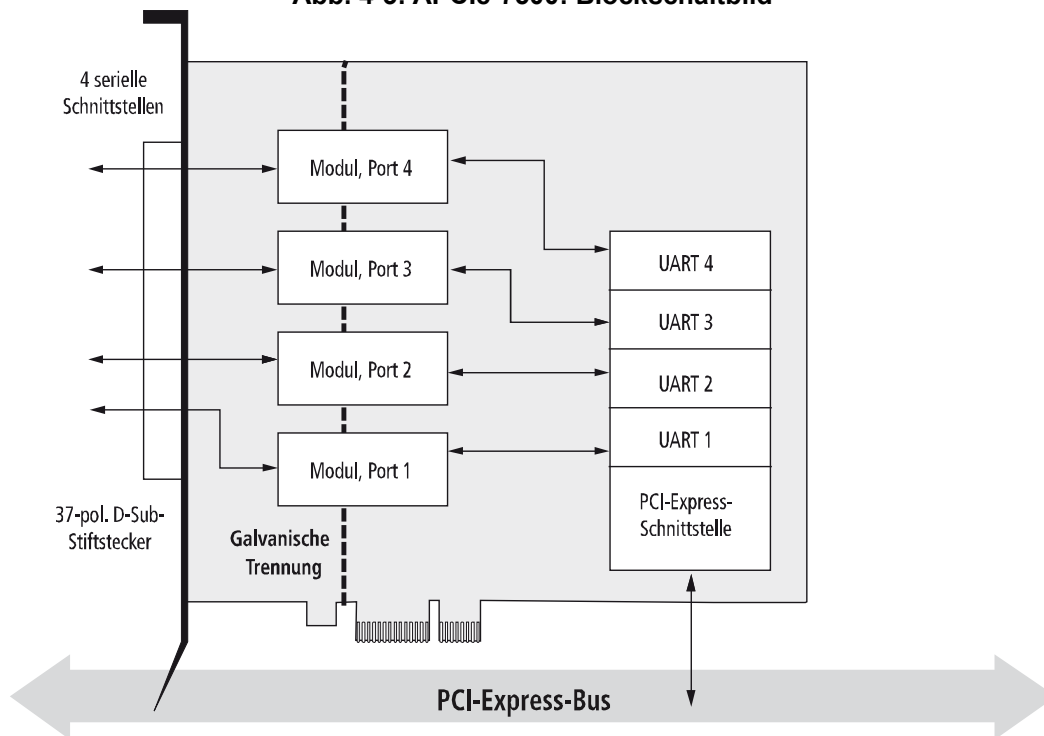 4 serielle
Schnittstellen
Modul, Port 4
Modul, Port 3
Modul, Port 2
Modul, Port 1
UART 4
UART 3
UART 2
UART 1
PCI-Express-
Schnittstelle
37-pol. D-Sub-
Stiftstecker
Galvanische
Trennung
PCI-Express-Bus